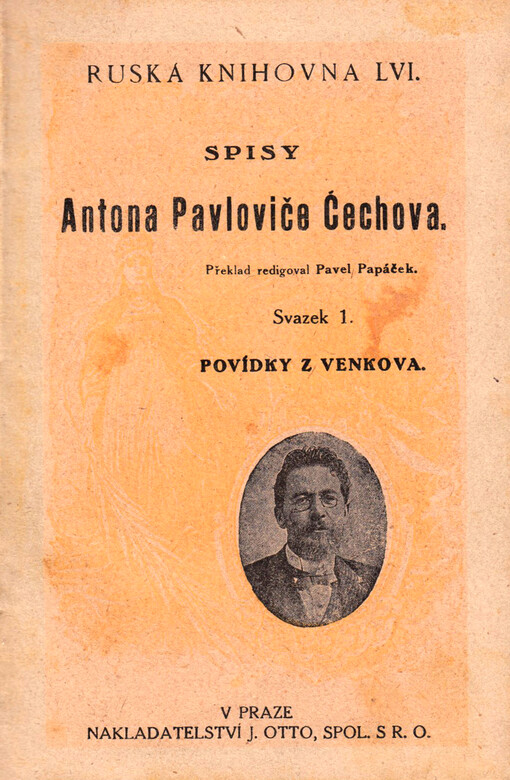 RUSKÁ KNIHOVNA LVI.
SPISY
Antona Pavloviče Čechova.
Překlad redigoval Pavel Papáček.
Svazek 1.
POVÍDKY Z VENKOVA.
V PRAZE
NAKLADATELSTVÍ J. OTTO, SPOL. S R. O.